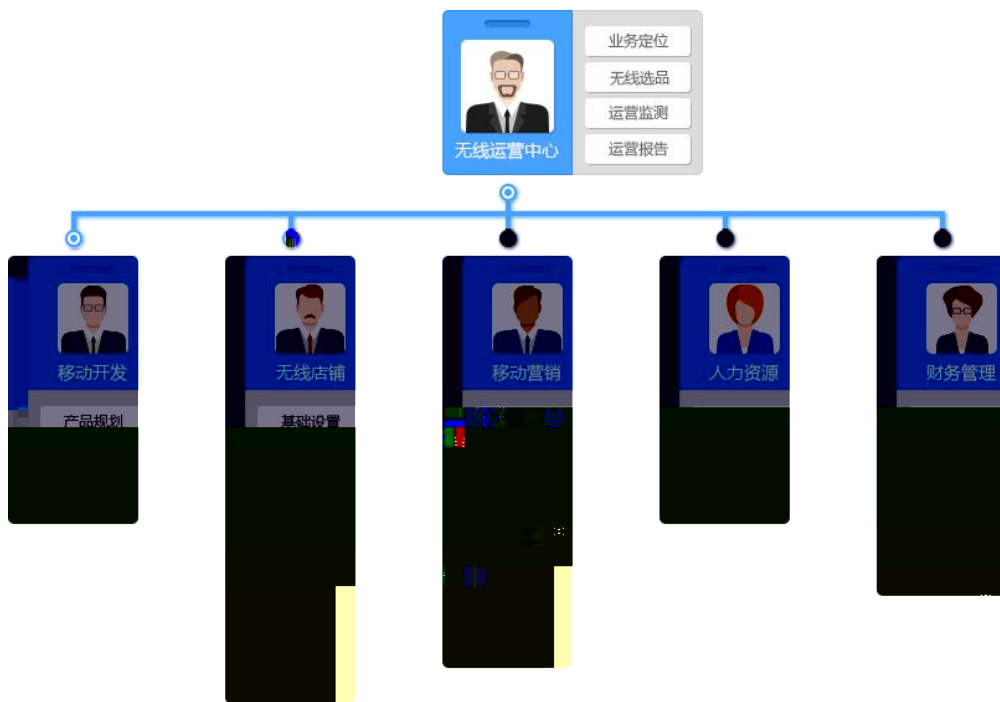 业务定位
无线选品
运营监测
运营报告
无线运营中心
移动开发
无线店铺
移动营销
人力资源
财务管理
产品规划
基础设置